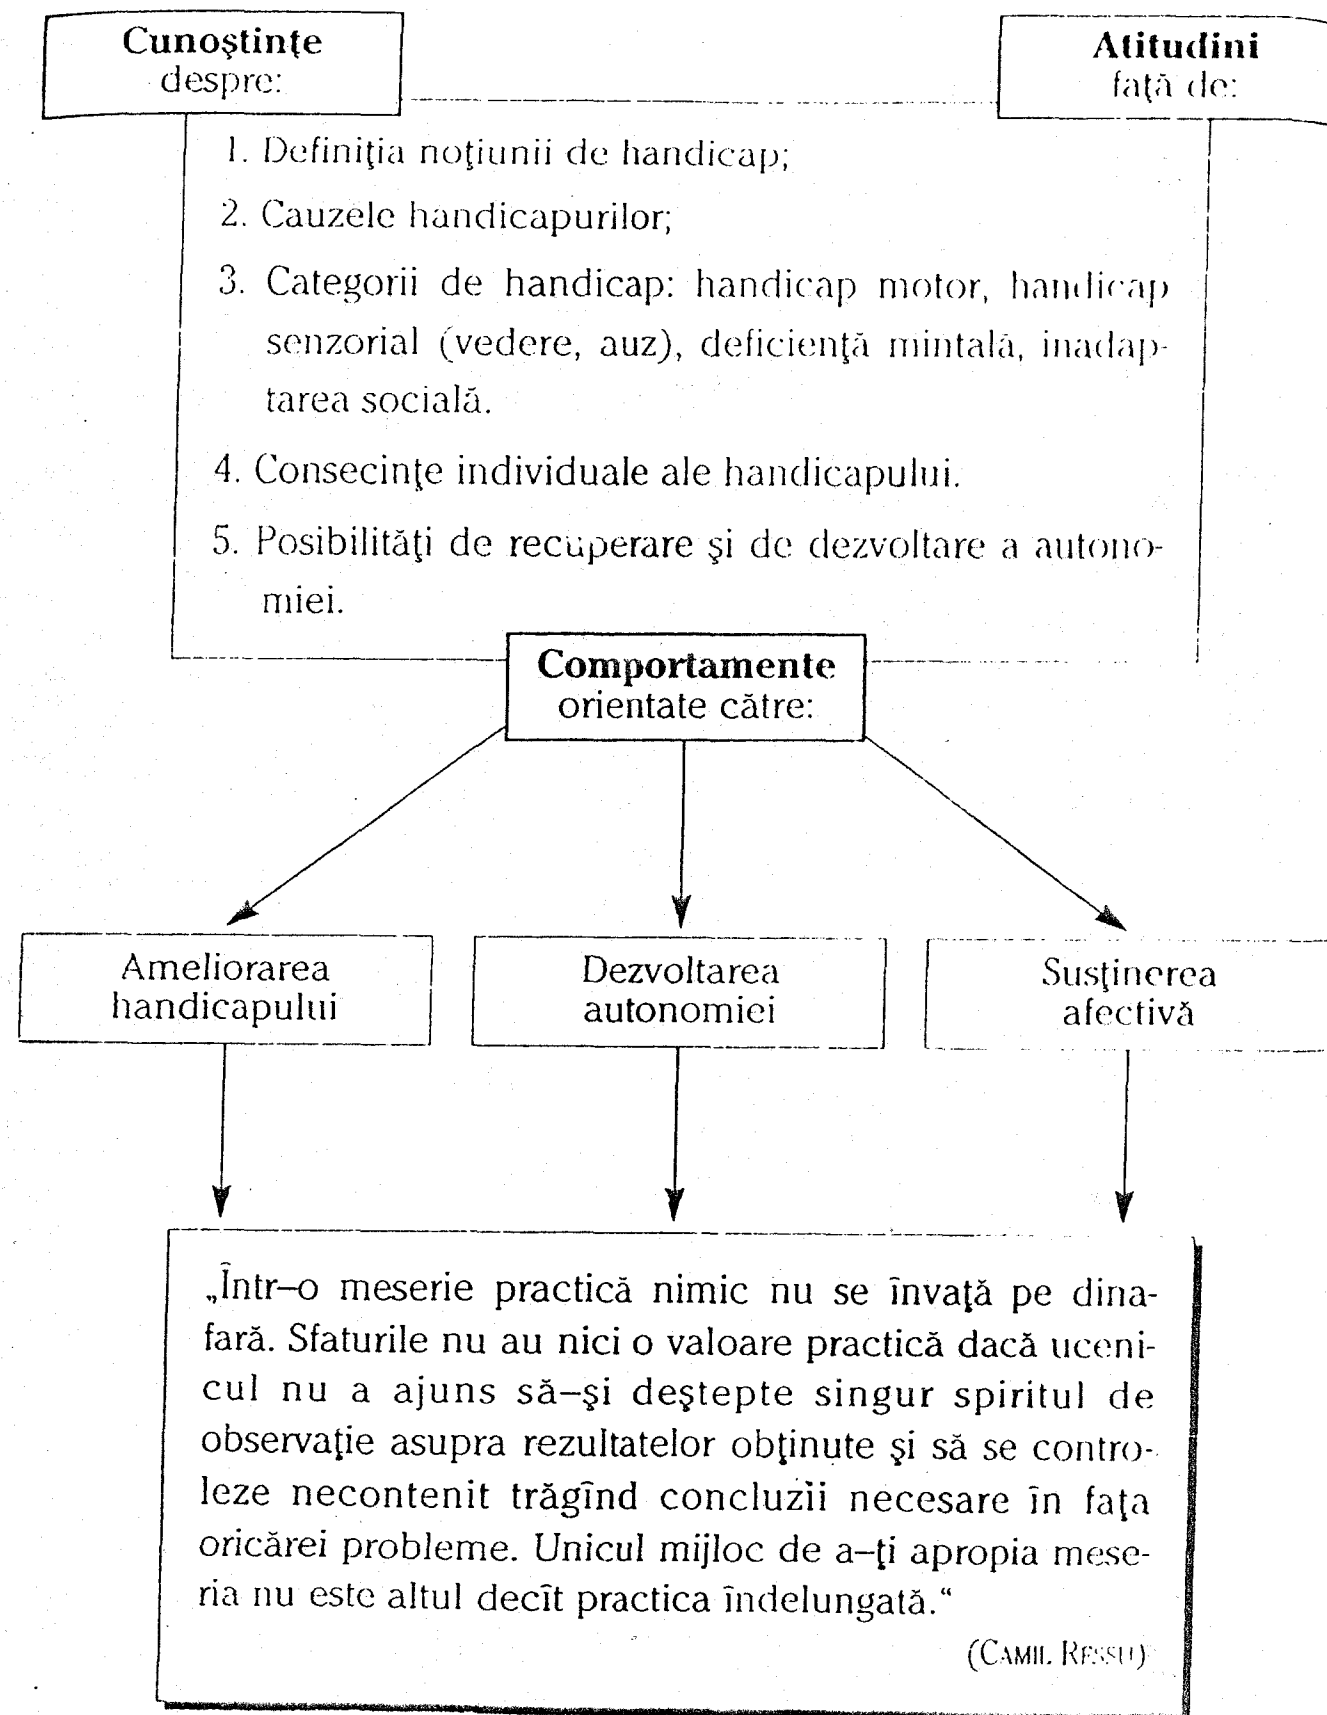 Cunoştinţe
despre:
Atitudini
faţă de:
1. Definiţia noţiunii de handicap;
2. Cauzele handicapurilor;
3. Categorii de handicap: handicap motor, handicap
senzorial (vedere, auz), deficienţă mintală, inadap-
tarea socială.
4. Consecinţe individuale ale handicapului.
5. Posibilităţi de recuperare şi de dezvoltare a autono-
miei.
Comportamente
orientate către:
Ameliorarea
handicapului
Dezvoltarea
autonomiei
Susţinerea
afectivă
„Într–o meserie practică nimic nu se învaţă pe dina-
fară. Sfaturile nu au nici o valoare practică dacă uceni-
cul nu a ajuns să–şi deştepte singur spiritul de
observaţie asupra rezultatelor obţinute şi să se contro-
leze necontenit trăgînd concluzii necesare în faţa
oricărei probleme. Unicul mijloc de a–ţi apropia mese-
ria nu este altul decît practica îndelungată.“
(CAMIL RESSU)